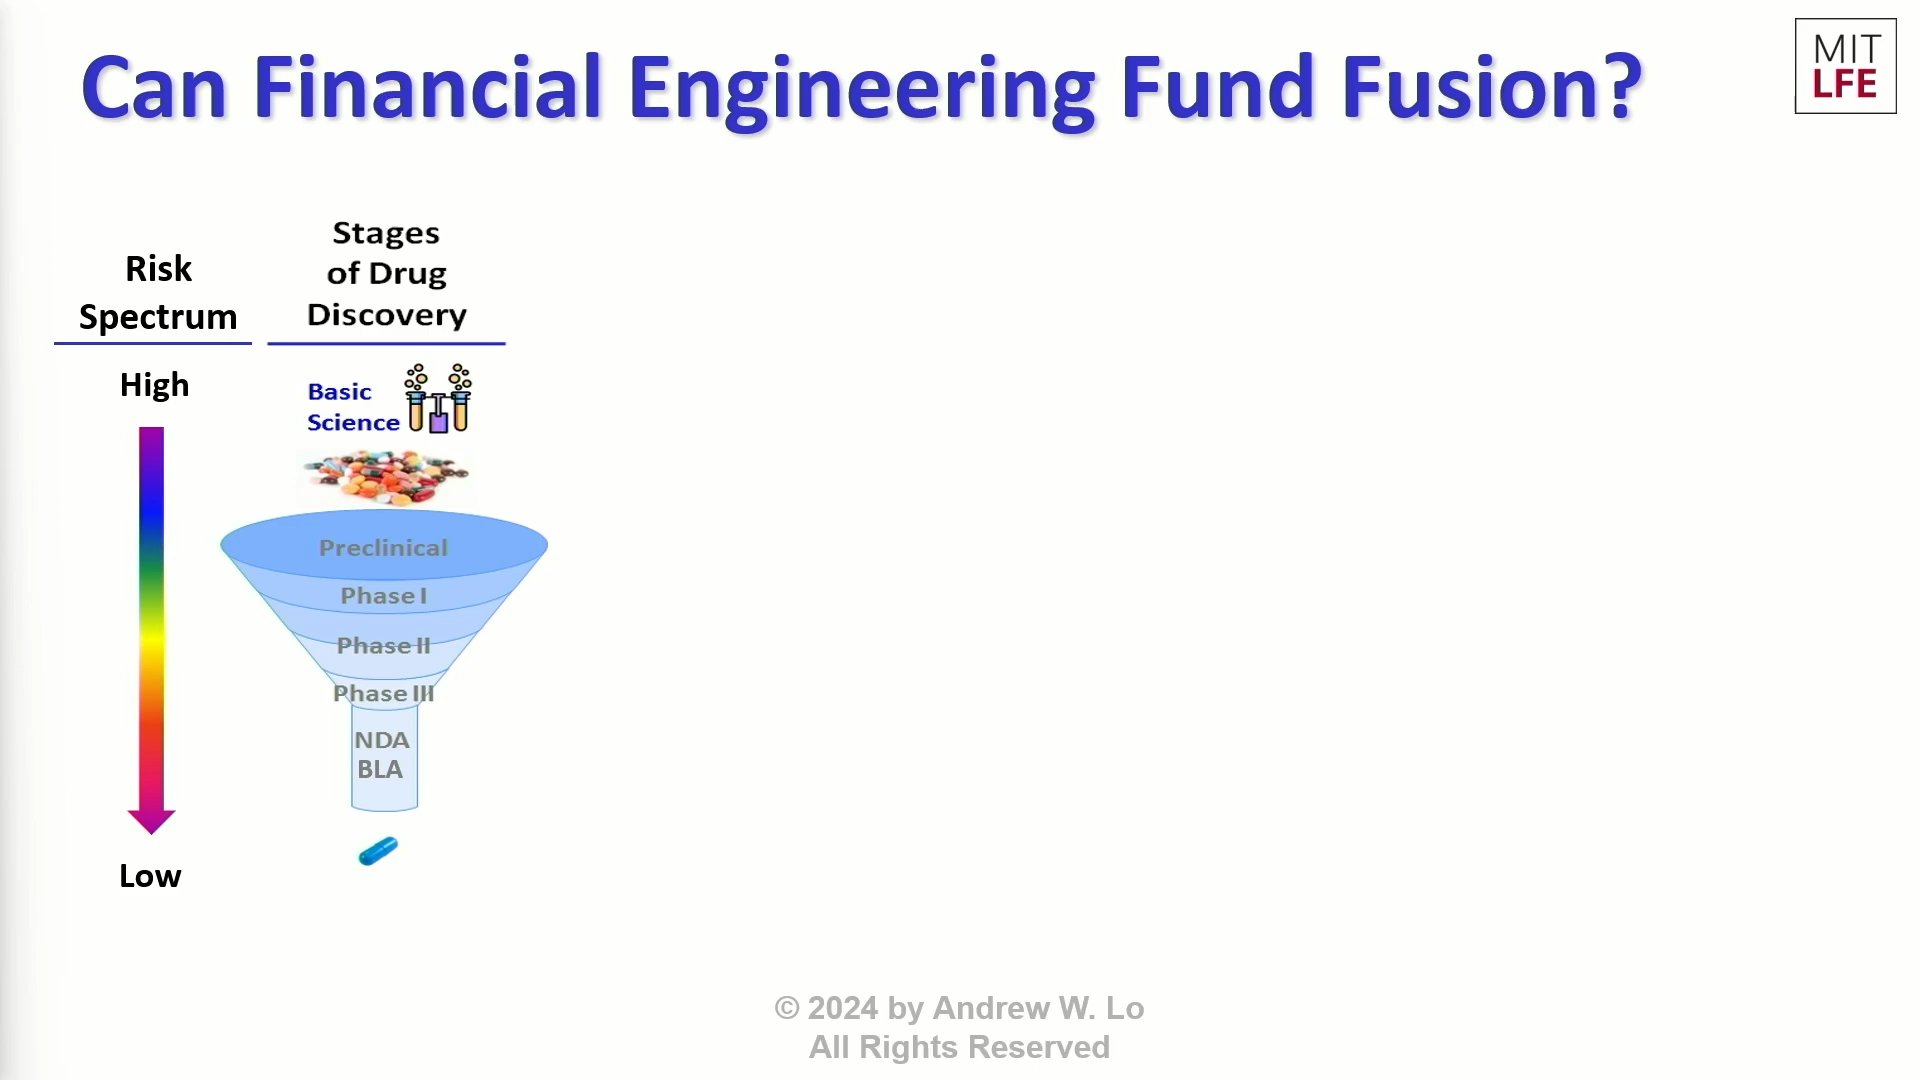 Can Financial Engineering Fund Fusion?
MIT
LFE
Risk
Spectrum
High
Low
Stages
of Drug
Discovery
Basic
Science
Preclinical
Phase I
Phase II
Phase III
NDA
BLA
© 2024 by Andrew W. Lo
All Rights Reserved